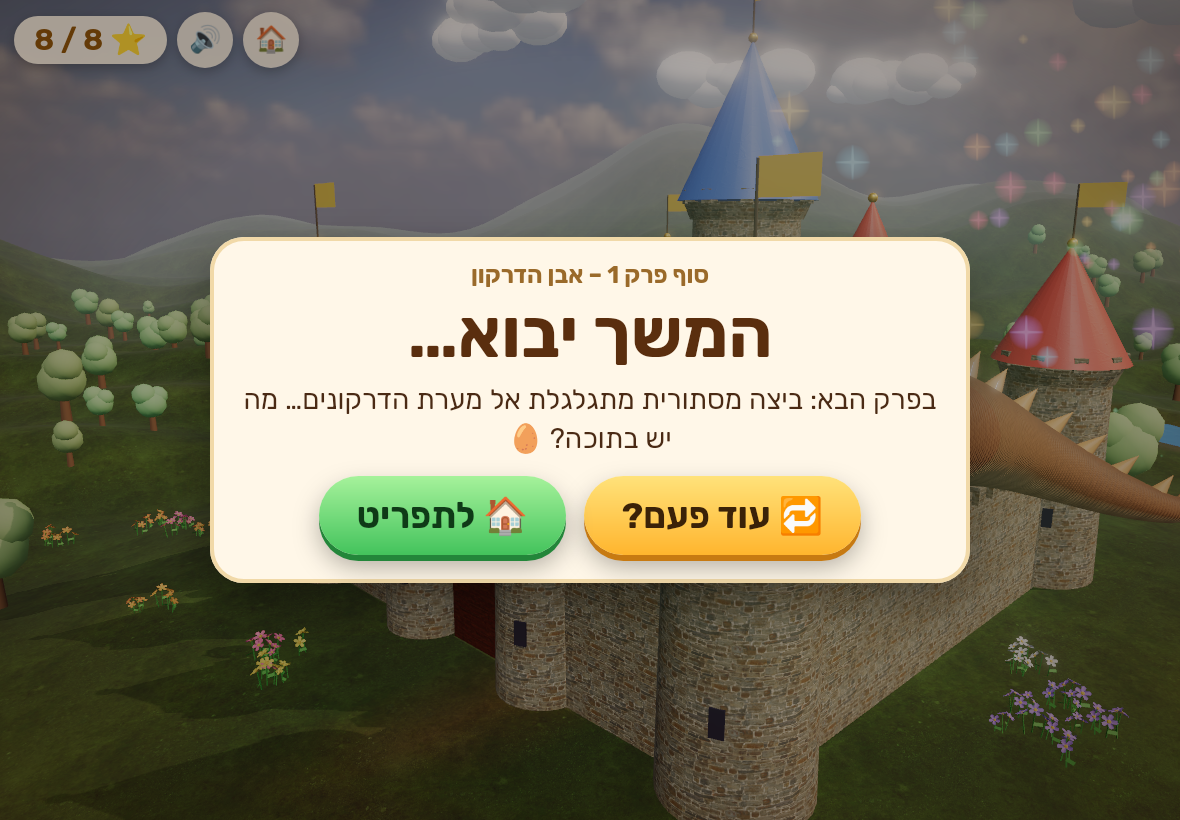 8 / 8 ⭐
סוף פרק 1 – אבן הדרקון
המשך יבוא...
בפרק הבא: ביצה מסתורית מתגלגלת אל מערת הדרקונים... מה
יש בתוכה? 🥚
🔁 עוד פעם?
🏠 לתפריט